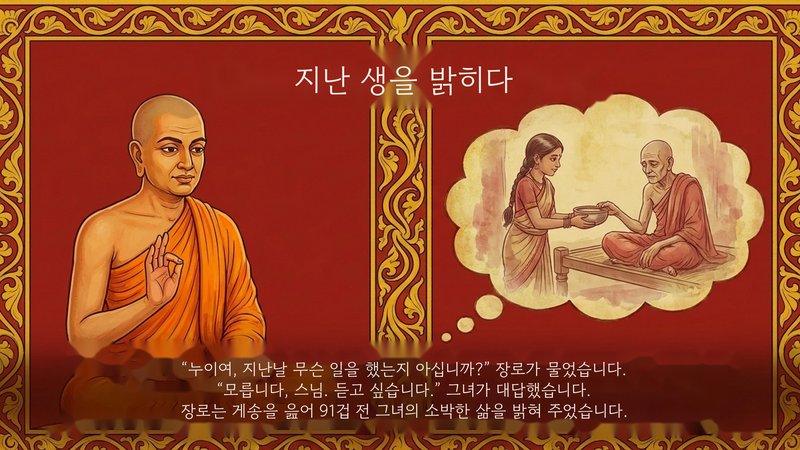 지난 생을 밝히다
“누이여, 지난날 무슨 일을 했는지 아십니까?” 장로가 물었습니다.
“모릅니다, 스님. 듣고 싶습니다.” 그녀가 대답했습니다.
장로는 게송을 읊어 91겁 전 그녀의 소박한 삶을 밝혀 주었습니다.